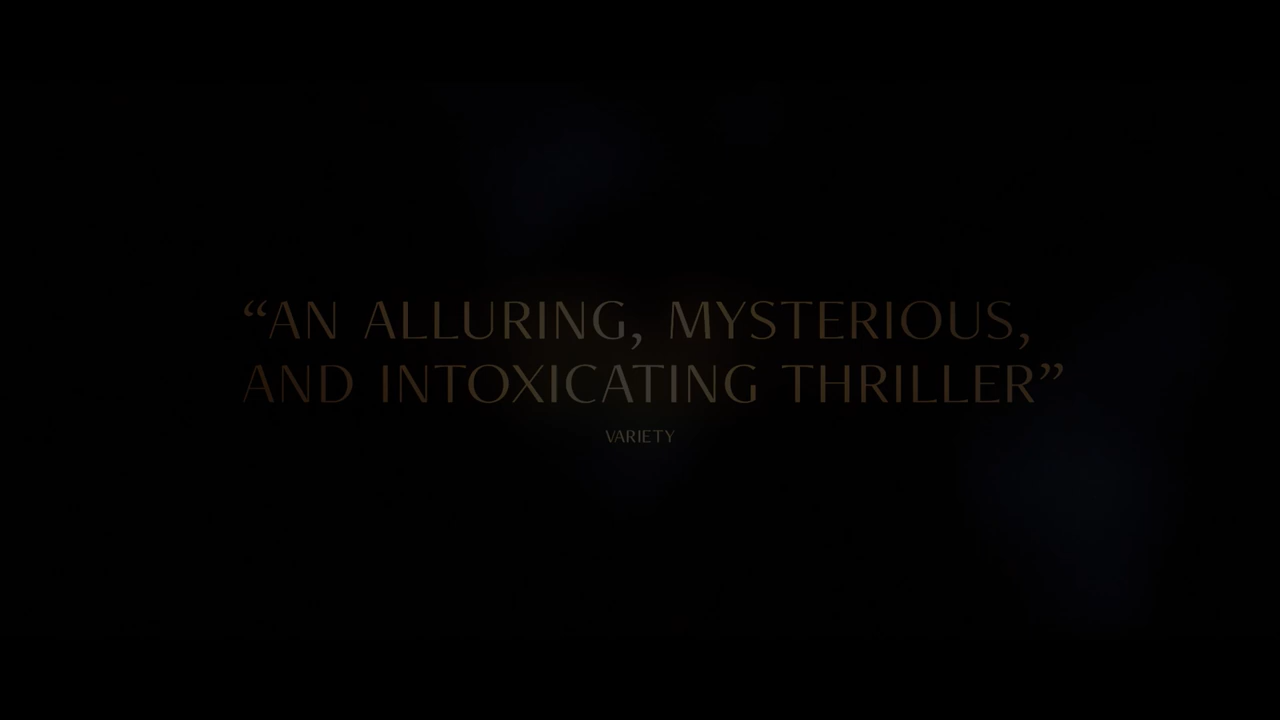 “AN ALLURING, MYSTERIOUS,
AND INTOXICATING THRILLER”
VARIETY